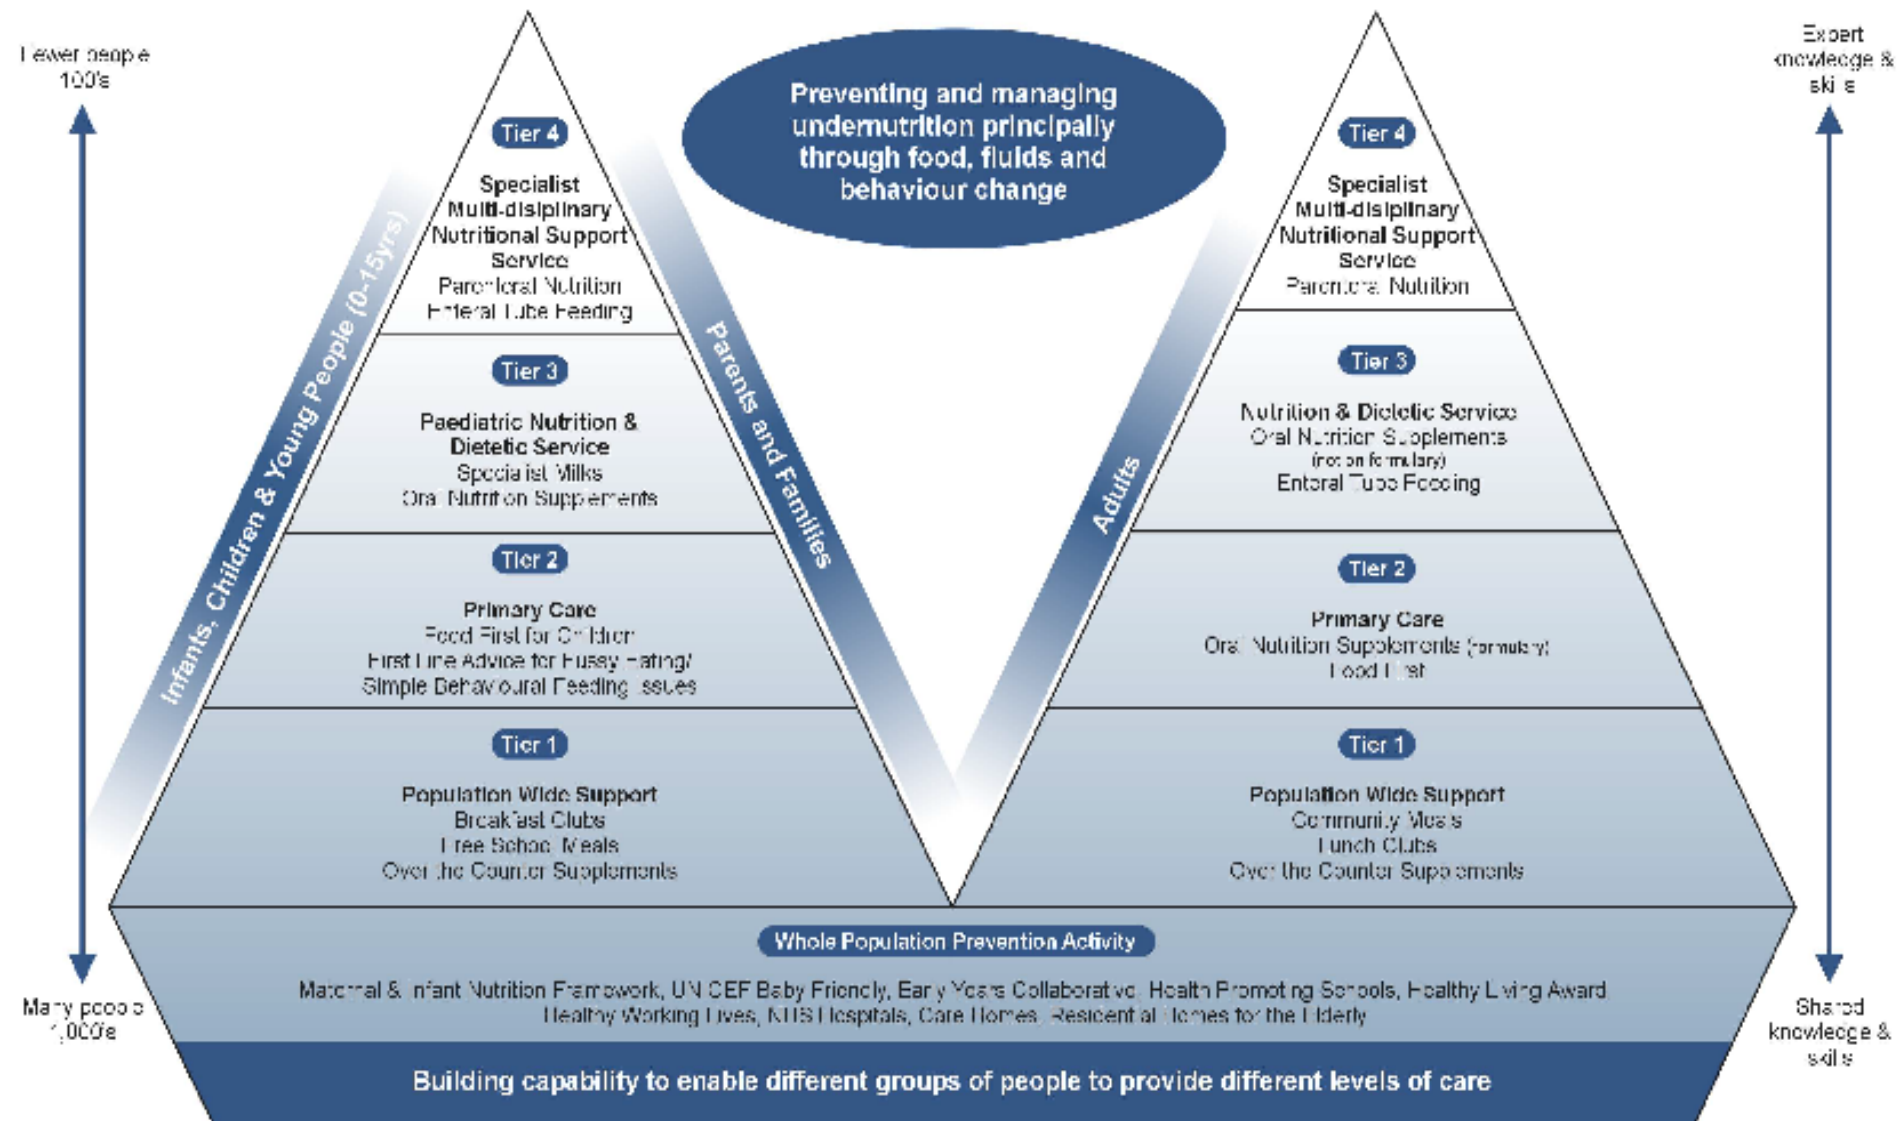 Fewer people
100's
Expert
knowledge &
skills
Preventing and managing
undernutrition principally
through food, fluids and
behaviour change
Infants, Children & Young People (0-15yrs)
Parents and Families
Adults
Tier 4
Specialist
Multi-disiplinary
Nutritional Support
Service
Parenteral Nutrition
Enteral Tube Feeding
Tier 3
Paediatric Nutrition &
Dietetic Service
Specialist Milks
Oral Nutrition Supplements
Tier 2
Primary Care
Food First for Children
First Line Advice for Fussy Eating/
Simple Behavioural Feeding Issues
Tier 1
Population Wide Support
Breakfast Clubs
Free School Meals
Over the Counter Supplements
Tier 4
Specialist
Multi-disiplinary
Nutritional Support
Service
Parenteral Nutrition
Tier 3
Nutrition & Dietetic Service
Oral Nutrition Supplements
(not on formulary)
Enteral Tube Feeding
Tier 2
Primary Care
Oral Nutrition Supplements (formulary)
Food First
Tier 1
Population Wide Support
Community Meals
Lunch Clubs
Over the Counter Supplements
Many people
1,000's
Shared
knowledge &
skills
Whole Population Prevention Activity
Maternal & Infant Nutrition Framework, UNICEF Baby Friendly, Early Years Collaborative, Health Promoting Schools, Healthy Living Award
Healthy Working Lives, NHS Hospitals, Care Homes, Residential Homes for the Elderly
Building capability to enable different groups of people to provide different levels of care